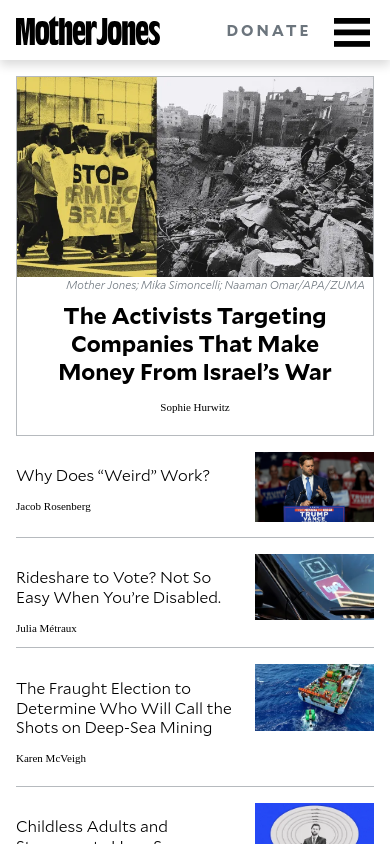 Mother Jones
DONATE
STOP
ARMING
ISRAEL
Mother Jones; Mika Simoncelli; Naaman Omar/APA/ZUMA
The Activists Targeting
Companies That Make
Money From Israel’s War
Sophie Hurwitz
Why Does “Weird” Work?
Jacob Rosenberg
TRUMP
VANCE
Rideshare to Vote? Not So
Easy When You’re Disabled.
Julia Métraux
The Fraught Election to
Determine Who Will Call the
Shots on Deep-Sea Mining
Karen McVeigh
Childless Adults and